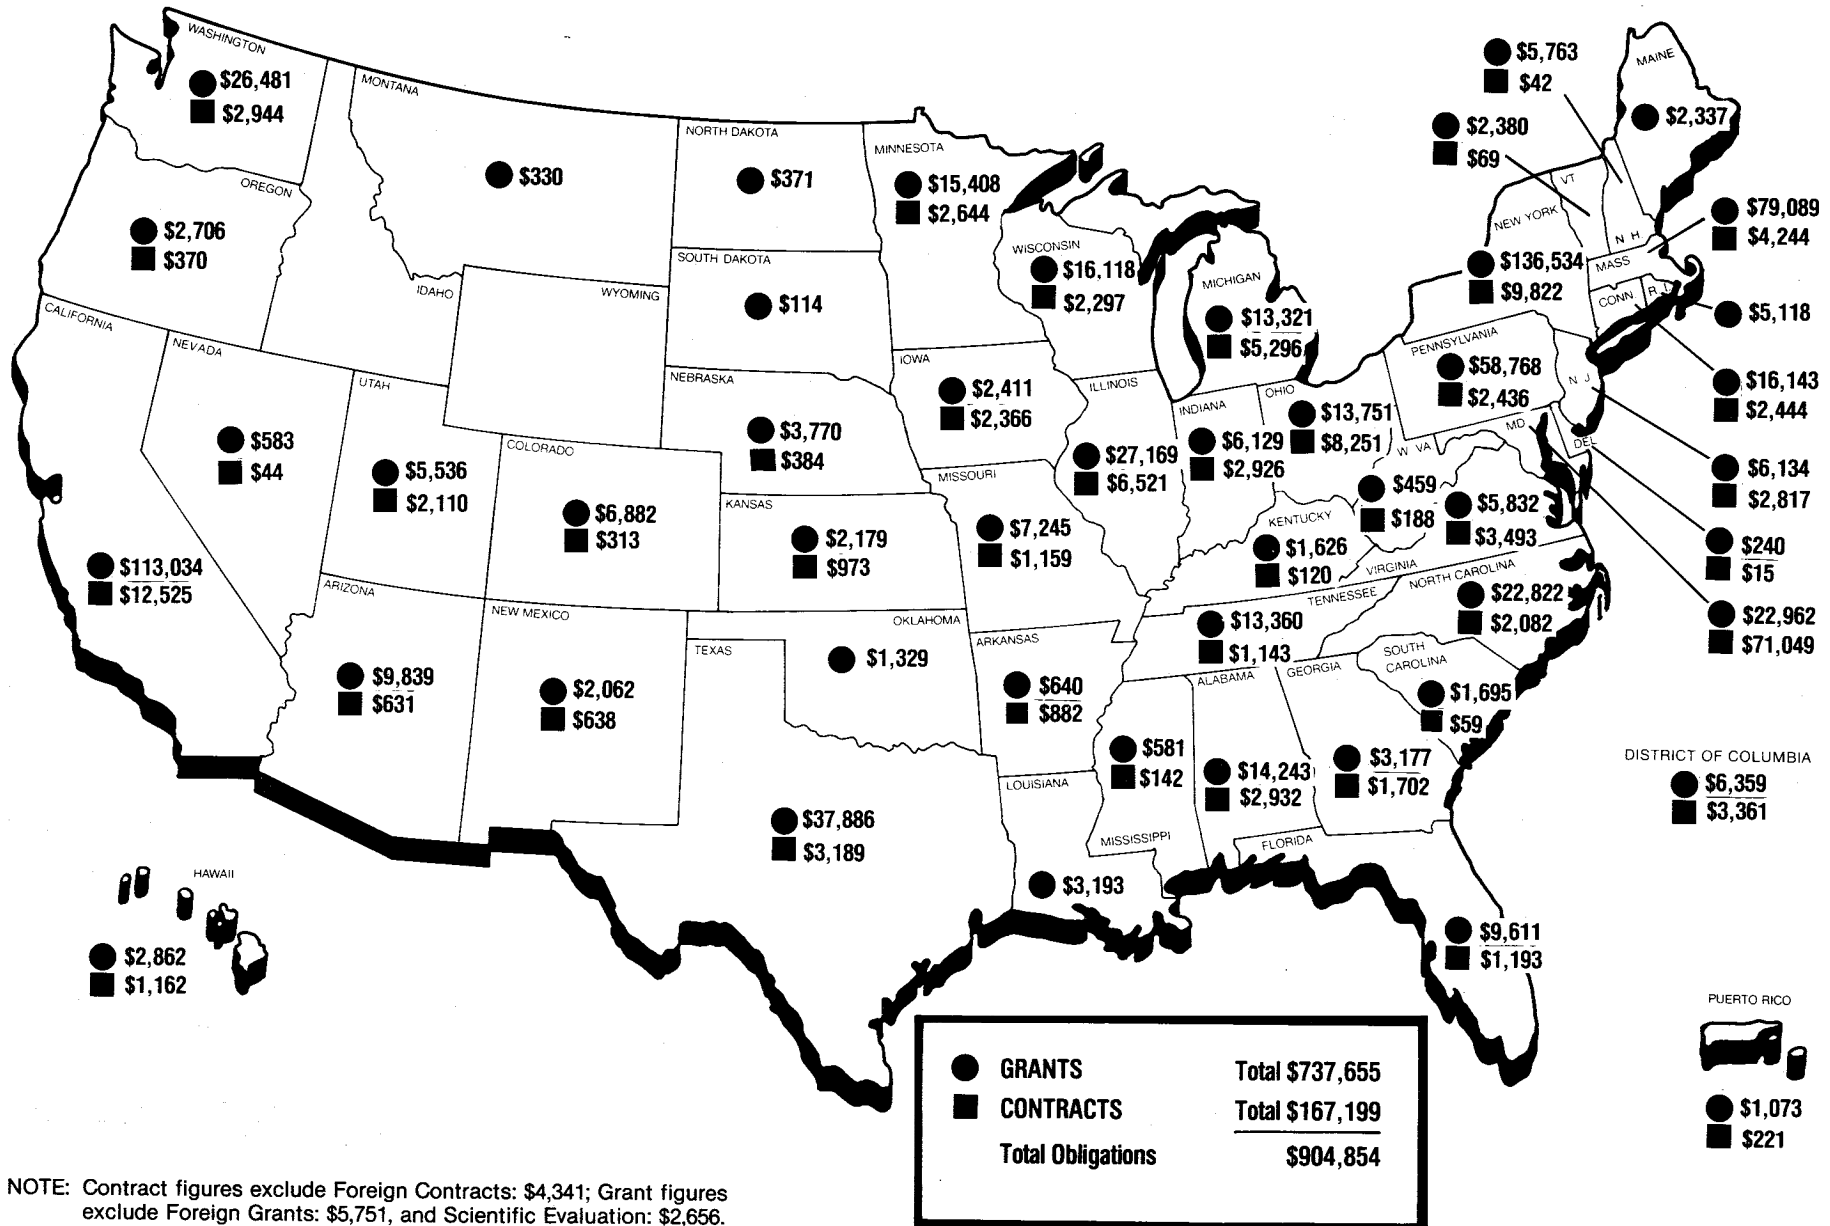 WASHINGTON
$26,481
$2,944
MONTANA
$330
NORTH DAKOTA
$371
MINNESOTA
$15,408
$2,644
$5,763
$42
$2,380
$69
MAINE
$2,337
OREGON
$2,706
$370
IDAHO
WYOMING
SOUTH DAKOTA
$114
WISCONSIN
$16,118
$2,297
MICHIGAN
$13,321
$5,296
VT
NEW YORK
$136,534
$9,822
N H
MASS
CONN
R I
$79,089
$4,244
$5,118
CALIFORNIA
$113,034
$12,525
NEVADA
$583
$44
UTAH
$5,536
$2,110
COLORADO
$6,882
$313
NEBRASKA
$3,770
$384
KANSAS
$2,179
$973
IOWA
$2,411
$2,366
MISSOURI
$7,245
$1,159
ILLINOIS
$27,169
$6,521
INDIANA
$6,129
$2,926
OHIO
$13,751
$8,251
PENNSYLVANIA
$58,768
$2,436
N J
MD
DEL
$16,143
$2,444
$6,134
$2,817
$240
$15
$22,962
$71,049
W VA
$459
$188
$5,832
$3,493
VIRGINIA
KENTUCKY
$1,626
$120
TENNESSEE
$13,360
$1,143
NORTH CAROLINA
$22,822
$2,082
SOUTH
CAROLINA
$1,695
$59
ARIZONA
$9,839
$631
NEW MEXICO
$2,062
$638
TEXAS
$37,886
$3,189
OKLAHOMA
$1,329
ARKANSAS
$640
$882
LOUISIANA
$3,193
MISSISSIPPI
$581
$142
ALABAMA
$14,243
$2,932
GEORGIA
$3,177
$1,702
FLORIDA
$9,611
$1,193
DISTRICT OF COLUMBIA
$6,359
$3,361
HAWAII
$2,862
$1,162
PUERTO RICO
$1,073
$221
GRANTS Total $737,655
CONTRACTS Total $167,199
Total Obligations $904,854
NOTE: Contract figures exclude Foreign Contracts: $4,341; Grant figures
exclude Foreign Grants: $5,751, and Scientific Evaluation: $2,656.